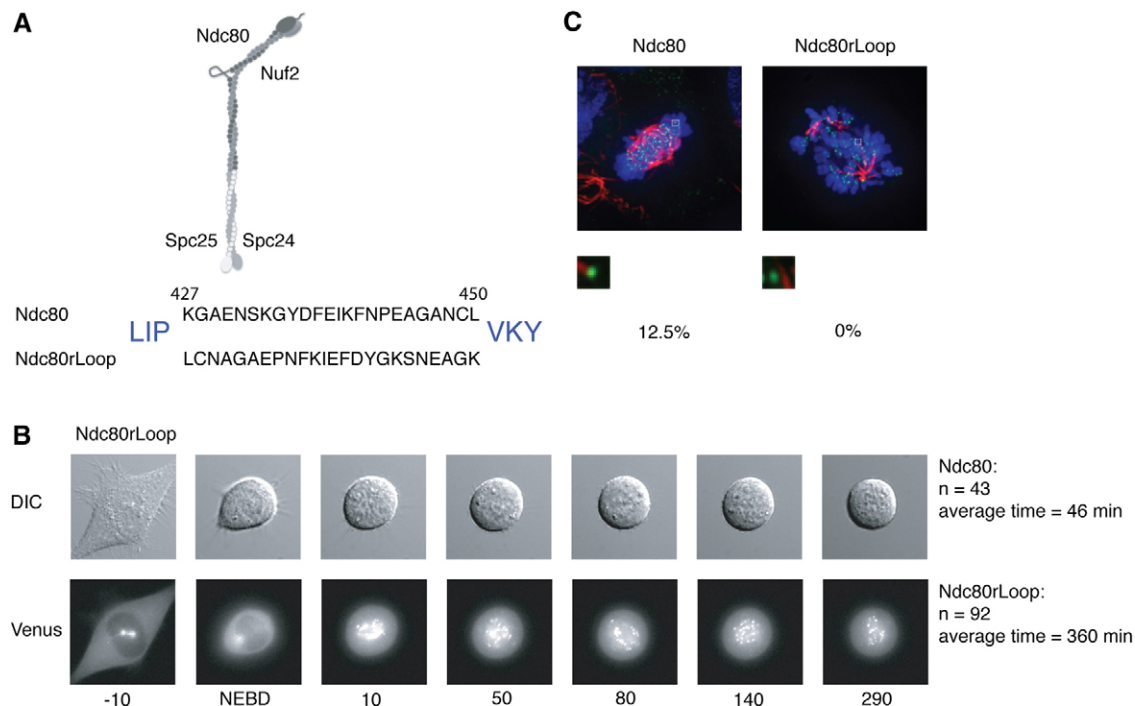 A
Ndc80
Nuf2
Spc25 Spc24
427 450
Ndc80 KGAENSKGYDFEIKFNPEAGANCL
LIP VKY
Ndc80rLoop LCNAGAEPNFKIEFDYGKSNEAGK
C
Ndc80 Ndc80rLoop
12.5% 0%
B
Ndc80rLoop
DIC
Ndc80:
n = 43
average time = 46 min
Venus
Ndc80rLoop:
n = 92
average time = 360 min
-10 NEBD 10 50 80 140 290